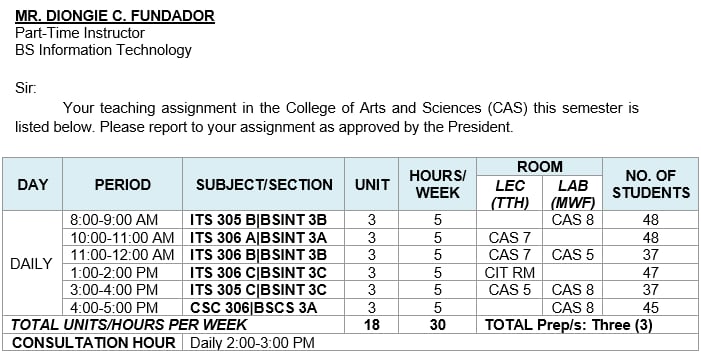 MR. DIONGIE C. FUNDADOR
Part-Time Instructor
BS Information Technology
Sir:
Your teaching assignment in the College of Arts and Sciences (CAS) this semester is
listed below. Please report to your assignment as approved by the President.
DAY PERIOD SUBJECT/SECTION UNIT HOURS/ WEEK ROOM LEC (TTH) LAB (MWF) NO. OF STUDENTS
DAILY
8:00-9:00 AM ITS 305 B|BSINT 3B 3 5 CAS 8 48
10:00-11:00 AM ITS 306 A|BSINT 3A 3 5 CAS 7 48
11:00-12:00 AM ITS 306 B|BSINT 3B 3 5 CAS 7 CAS 5 37
1:00-2:00 PM ITS 306 C|BSINT 3C 3 5 CIT RM 47
3:00-4:00 PM ITS 305 C|BSINT 3C 3 5 CAS 5 CAS 8 37
4:00-5:00 PM CSC 306|BSCS 3A 3 5 CAS 8 45
TOTAL UNITS/HOURS PER WEEK 18 30 TOTAL Prep/s: Three (3)
CONSULTATION HOUR Daily 2:00-3:00 PM